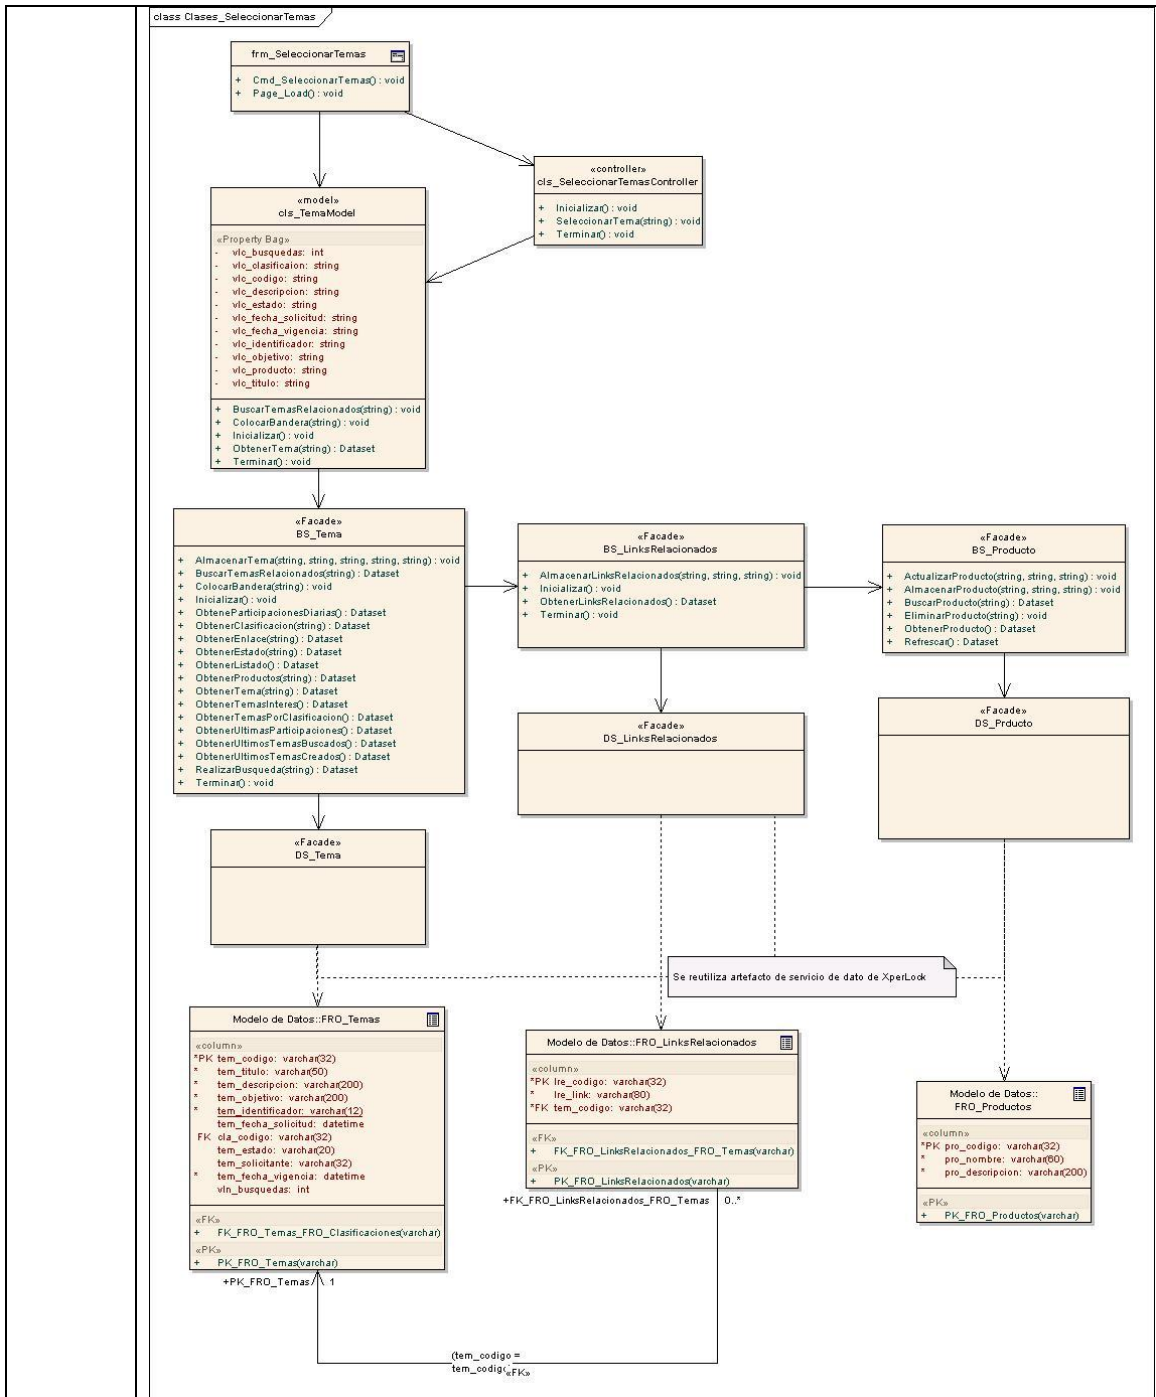 class Clases_SeleccionarTemas
frm_SeleccionarTemas
+ Cmd_SeleccionarTemas() : void
+ Page_Load() : void
«controller»
cls_SeleccionarTemasController
+ Inicializar() : void
+ SeleccionarTema(string) : void
+ Terminar() : void
«model»
cls_TemaModel
«Property Bag»
- vlc_busquedas: int
- vlc_clasificaion: string
- vlc_codigo: string
- vlc_descripcion: string
- vlc_estado: string
- vlc_fecha_solicitud: string
- vlc_fecha_vigencia: string
- vlc_identificador: string
- vlc_objetivo: string
- vlc_producto: string
- vlc_titulo: string
+ BuscarTemasRelacionados(string) : void
+ ColocarBandera(string) : void
+ Inicializar() : void
+ ObtenerTema(string) : Dataset
+ Terminar() : void
«Facade»
BS_Tema
+ AlmacenarTema(string, string, string, string, string) : void
+ BuscarTemasRelacionados(string) : Dataset
+ ColocarBandera(string) : void
+ Inicializar() : void
+ ObteneParticipacionesDiarias() : Dataset
+ ObtenerClasificacion(string) : Dataset
+ ObtenerEnlace(string) : Dataset
+ ObtenerEstado(string) : Dataset
+ ObtenerListado() : Dataset
+ ObtenerProductos(string) : Dataset
+ ObtenerTema(string) : Dataset
+ ObtenerTemasInteres() : Dataset
+ ObtenerTemasPorClasificacion() : Dataset
+ ObtenerUltimasParticipaciones() : Dataset
+ ObtenerUltimosTemasBuscados() : Dataset
+ ObtenerUltimosTemasCreados() : Dataset
+ RealizarBusqueda(string) : Dataset
+ Terminar() : void
«Facade»
BS_LinksRelacionados
+ AlmacenarLinksRelacionados(string, string, string) : void
+ Inicializar() : void
+ ObtenerLinksRelacionados() : Dataset
+ Terminar() : void
«Facade»
BS_Producto
+ ActualizarProducto(string, string, string) : void
+ AlmacenarProducto(string, string, string) : void
+ BuscarProducto(string) : Dataset
+ EliminarProducto(string) : void
+ ObtenerProducto() : Dataset
+ Refrescar() : Dataset
«Facade»
DS_LinksRelacionados
«Facade»
DS_Prducto
«Facade»
DS_Tema
Se reutiliza artefacto de servicio de dato de XperLock
Modelo de Datos::FRO_Temas
«column»
*PK tem_codigo: varchar(32)
* tem_titulo: varchar(50)
* tem_descripcion: varchar(200)
* tem_objetivo: varchar(200)
* tem_identificador: varchar(12)
tem_fecha_solicitud: datetime
FK cla_codigo: varchar(32)
tem_estado: varchar(20)
tem_solicitante: varchar(32)
* tem_fecha_vigencia: datetime
vln_busquedas: int
«FK»
+ FK_FRO_Temas_FRO_Clasificaciones(varchar)
«PK»
+ PK_FRO_Temas(varchar)
+PK_FRO_Temas 1
Modelo de Datos::FRO_LinksRelacionados
«column»
*PK lre_codigo: varchar(32)
* lre_link: varchar(80)
*FK tem_codigo: varchar(32)
«FK»
+ FK_FRO_LinksRelacionados_FRO_Temas(varchar)
«PK»
+ PK_FRO_LinksRelacionados(varchar)
+FK_FRO_LinksRelacionados_FRO_Temas 0..*
Modelo de Datos::
FRO_Productos
«column»
*PK pro_codigo: varchar(32)
* pro_nombre: varchar(60)
* pro_descripcion: varchar(200)
«PK»
+ PK_FRO_Productos(varchar)
(tem_codigo =
tem_codigo «FK»